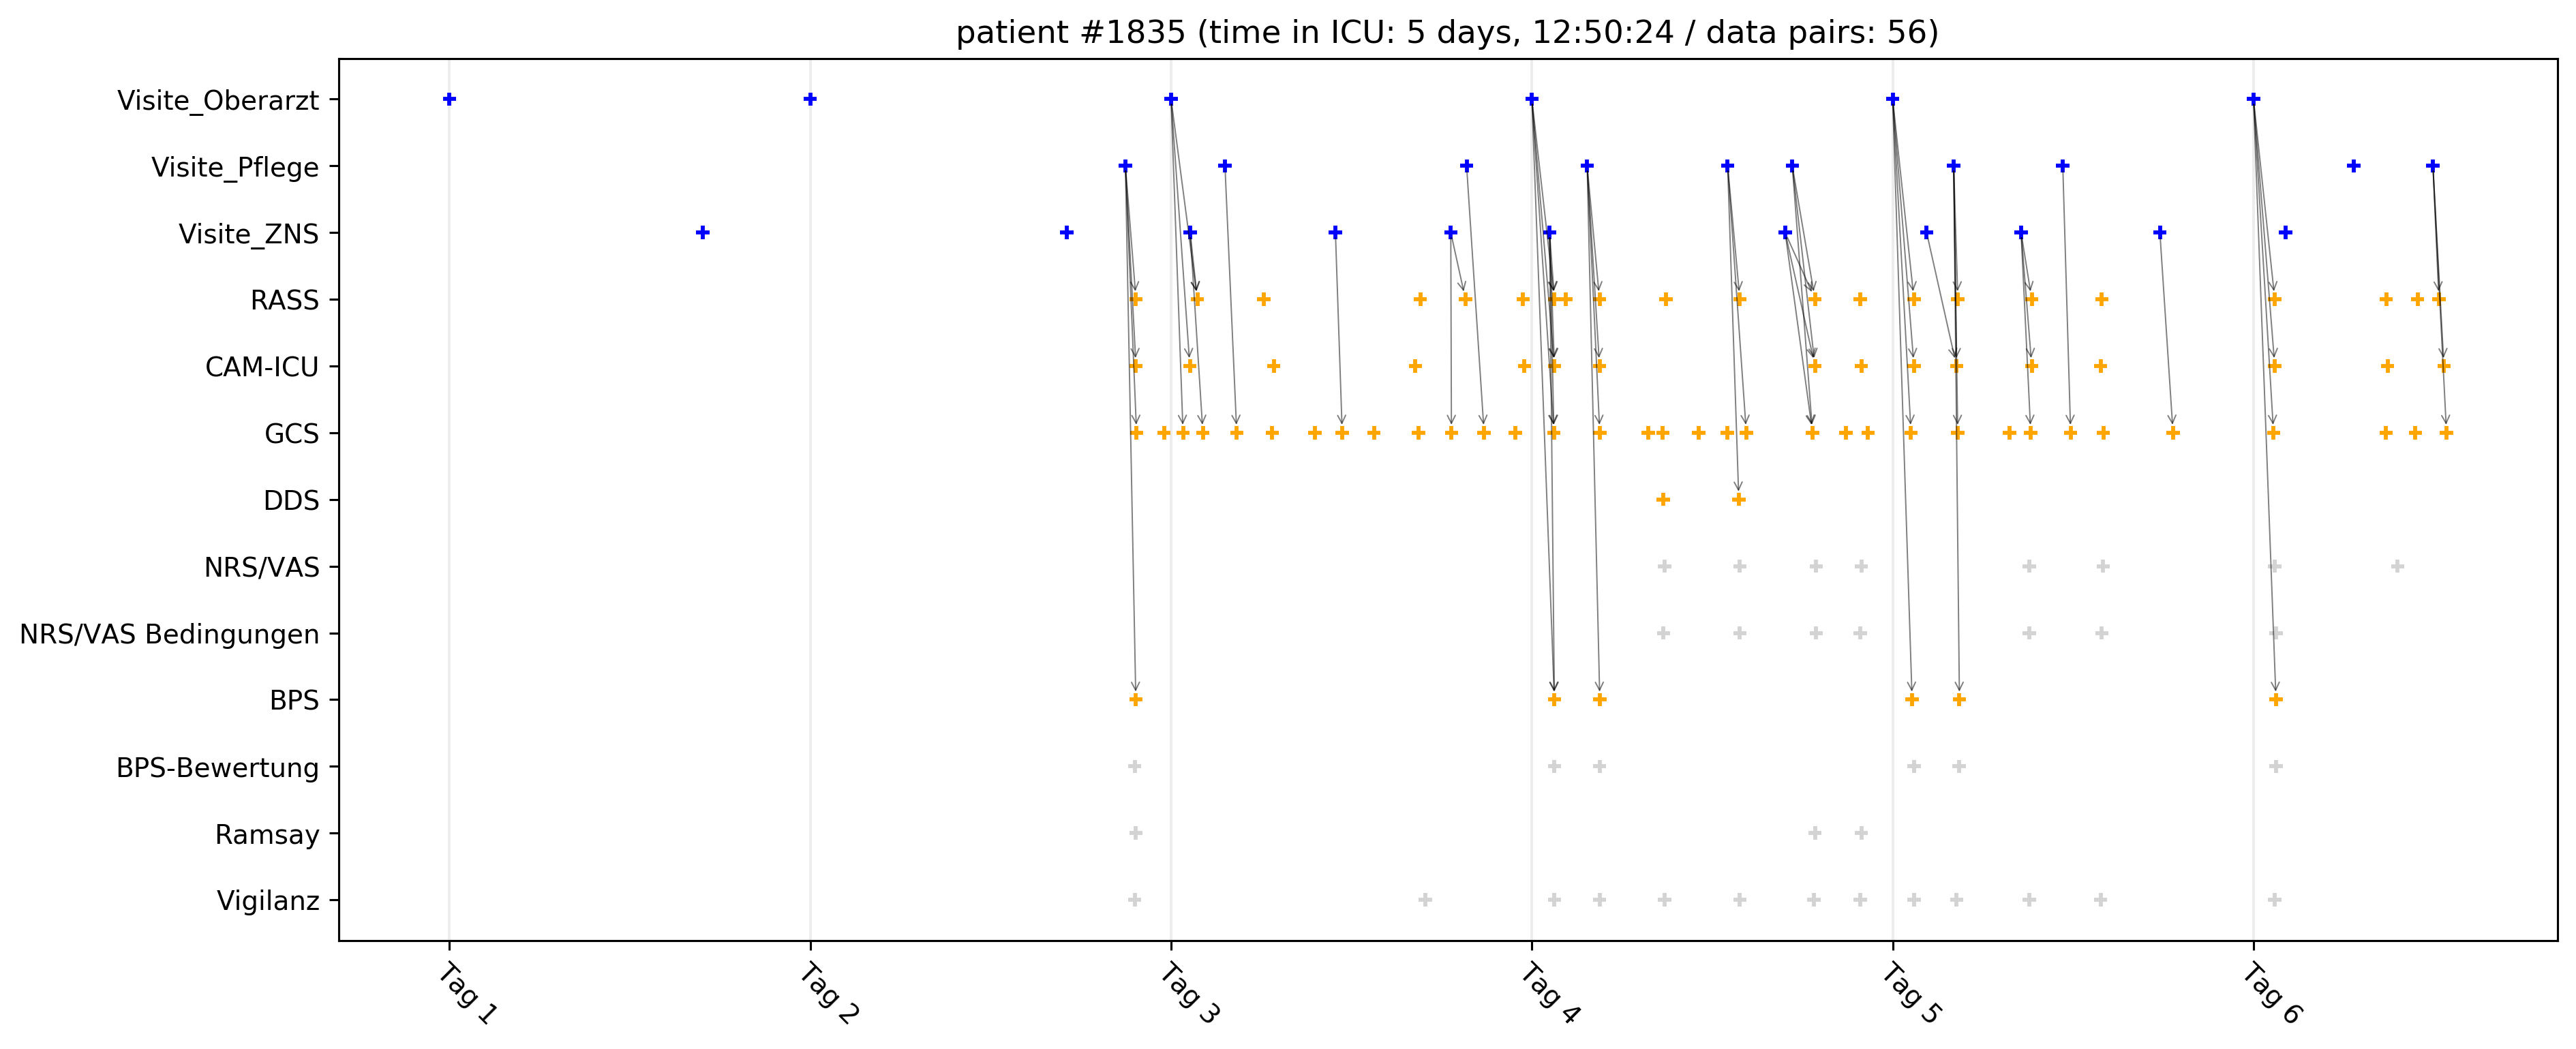 patient #1835 (time in ICU: 5 days, 12:50:24 / data pairs: 56)
Visite_Oberarzt
Visite_Pflege
Visite_ZNS
RASS
CAM-ICU
GCS
DDS
NRS/VAS
NRS/VAS Bedingungen
BPS
BPS-Bewertung
Ramsay
Vigilanz
Tag 1
Tag 2
Tag 3
Tag 4
Tag 5
Tag 6